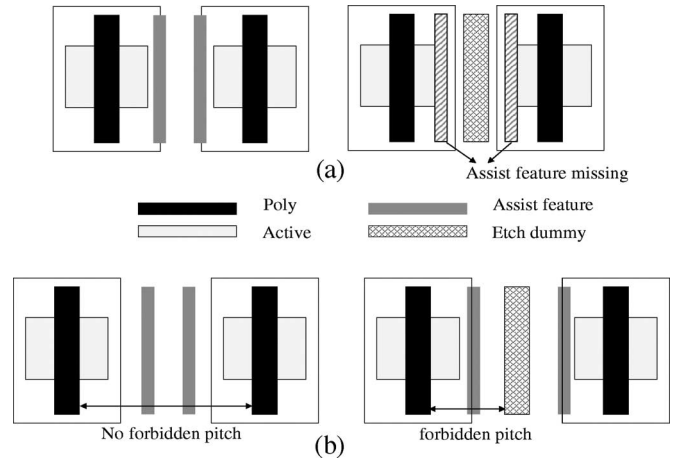 (a)
Assist feature missing
Poly
Assist feature
Active
Etch dummy
No forbidden pitch
forbidden pitch
(b)